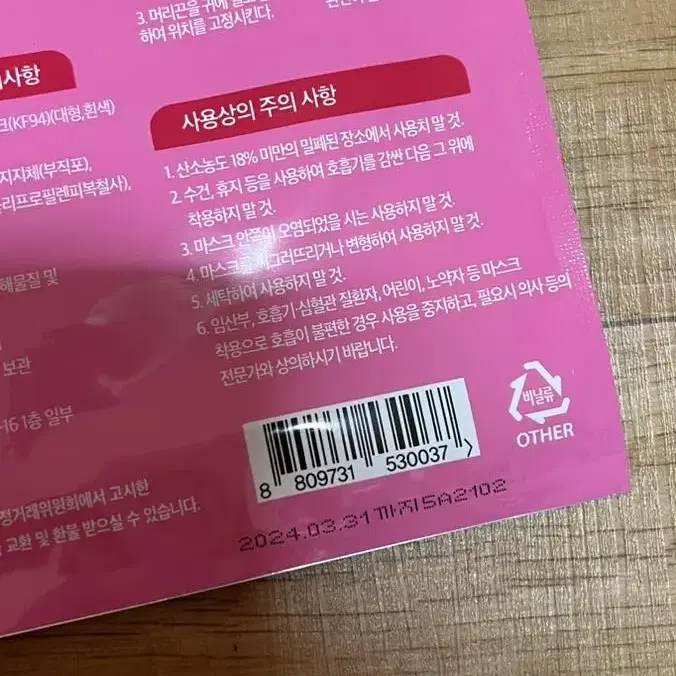 3. 머리끈을 귀에
하여 위치를 고정시킨다.
사항
크(KF94)(대형,흰색)
지지체(부직포),
리프로필렌피복철사),
해물질 및
보관
-16 1층 일부
정거래위원회에서 고시한
교환 및 환불 받으실 수 있습니다.
사용상의 주의 사항
1. 산소농도 18% 미만의 밀폐된 장소에서 사용치 말 것.
2. 수건, 휴지 등을 사용하여 호흡기를 감싼 다음 그 위에
착용하지 말 것.
3. 마스크 안쪽이 오염되었을 시는 사용하지 말 것.
4. 마스크를 찌그러뜨리거나 변형하여 사용하지 말 것.
5. 세탁하여 사용하지 말 것.
6. 임산부, 호흡기·심혈관 질환자, 어린이, 노약자 등 마스크
착용으로 호흡이 불편한 경우 사용을 중지하고, 필요시 의사 등의
전문가와 상의하시기 바랍니다.
비닐류
OTHER
8 809731 530037 >
2024.03.31까지5A2102